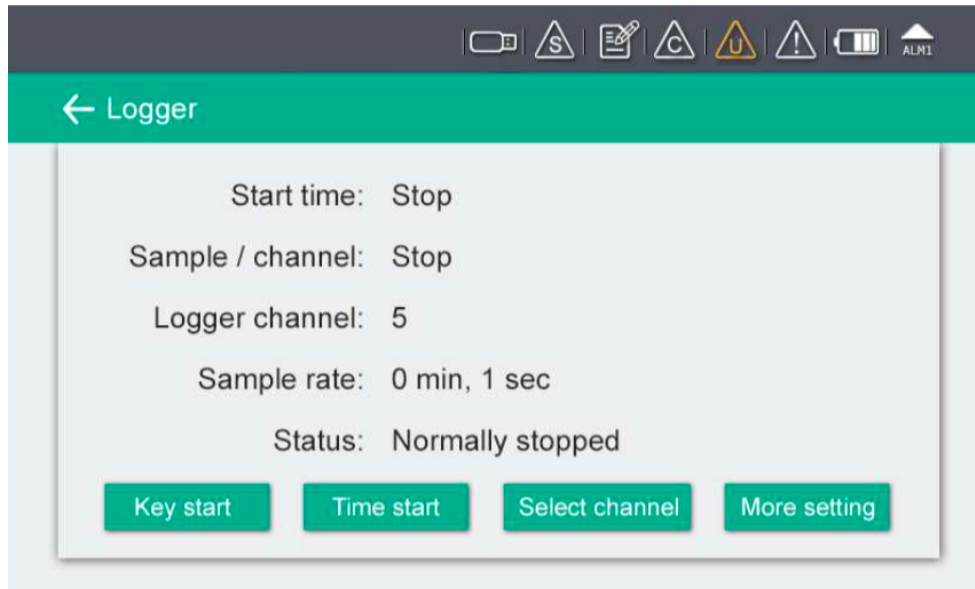 S C U ! ALM1
Logger
Start time: Stop
Sample / channel: Stop
Logger channel: 5
Sample rate: 0 min, 1 sec
Status: Normally stopped
Key start Time start Select channel More setting